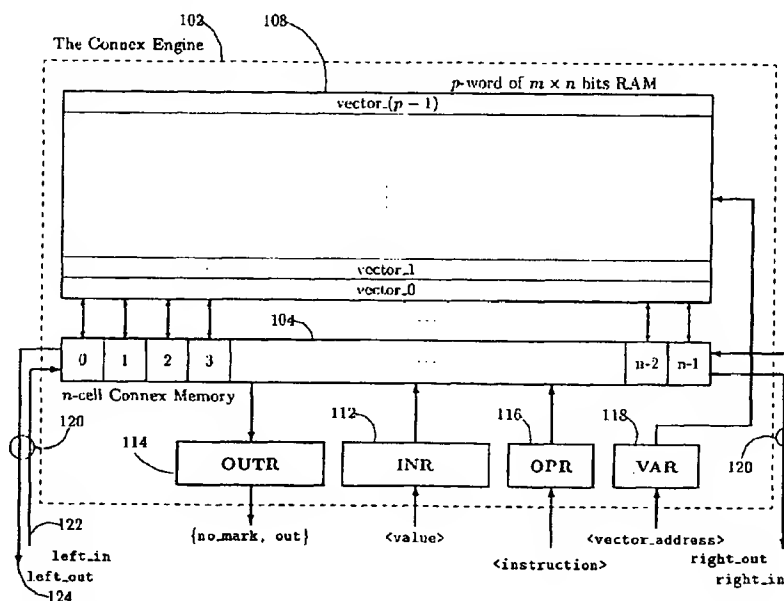 102
108
The Connex Engine
p-word of m × n bits RAM
vector_(p − 1)
⋮
vector_1
vector_0
...
104
0 1 2 3 ... n-2 n-1
n-cell Connex Memory
120
114
112
116
118
120
OUTR INR OPR VAR
122
{no_mark, out}
<value>
<instruction>
<vector_address>
left_in
left_out
right_out
right_in
124